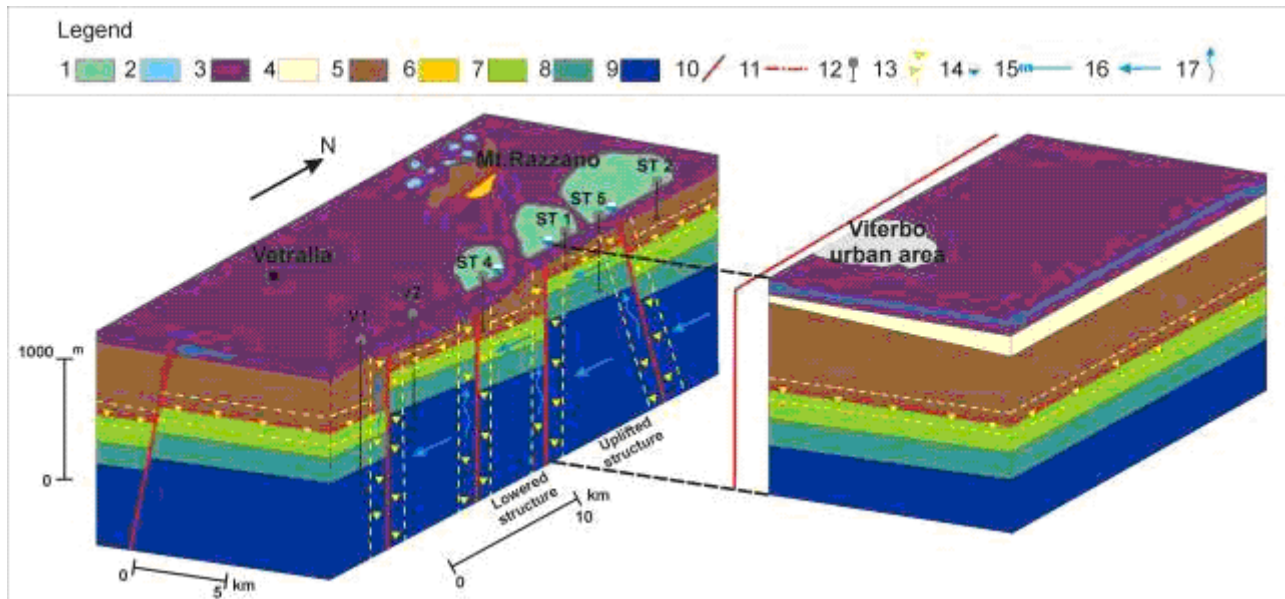 Legend
1 2 3 4 5 6 7 8 9 10 11 12 13 14 15 16 17
N
Mt.Razzano
ST 2
ST 5
ST 1
ST 4
Vetralla
V1
Viterbo
urban area
1000 m
0
Uplifted
structure
Lowered
structure
km
10
0
0
5
km